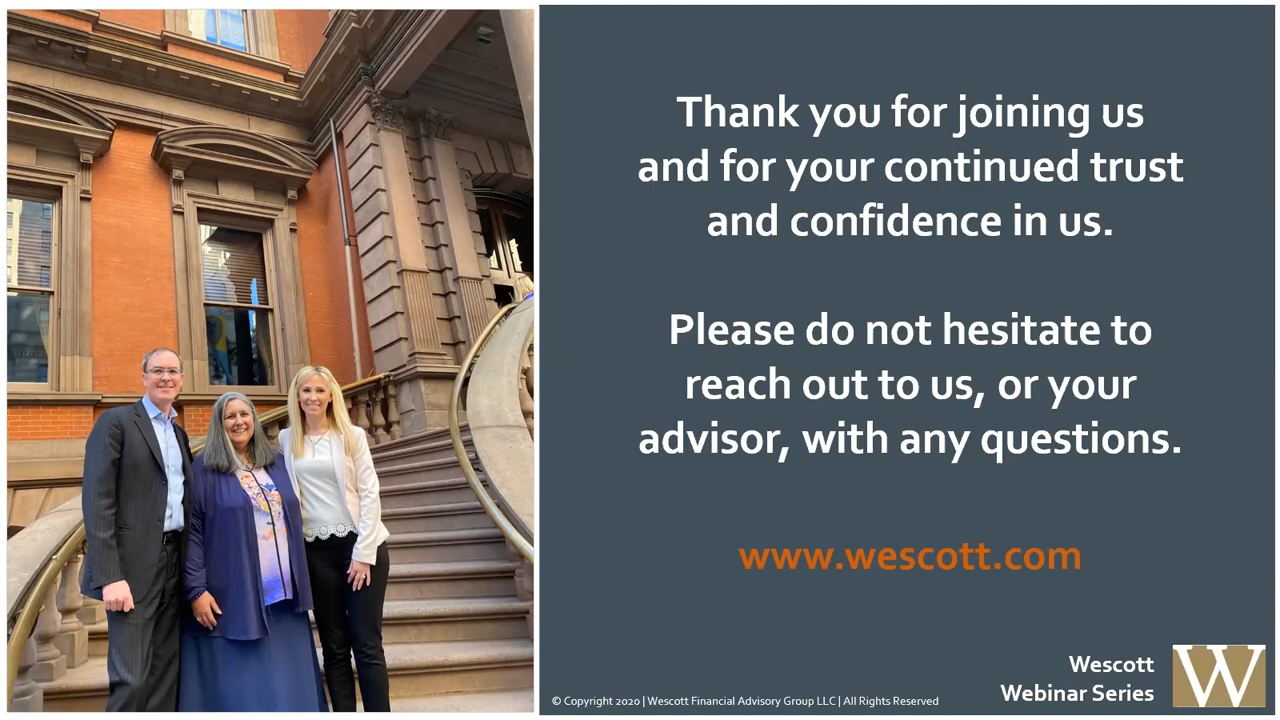 Thank you for joining us
and for your continued trust
and confidence in us.
Please do not hesitate to
reach out to us, or your
advisor, with any questions.
www.wescott.com
Wescott
Webinar Series
W
© Copyright 2020 | Wescott Financial Advisory Group LLC | All Rights Reserved